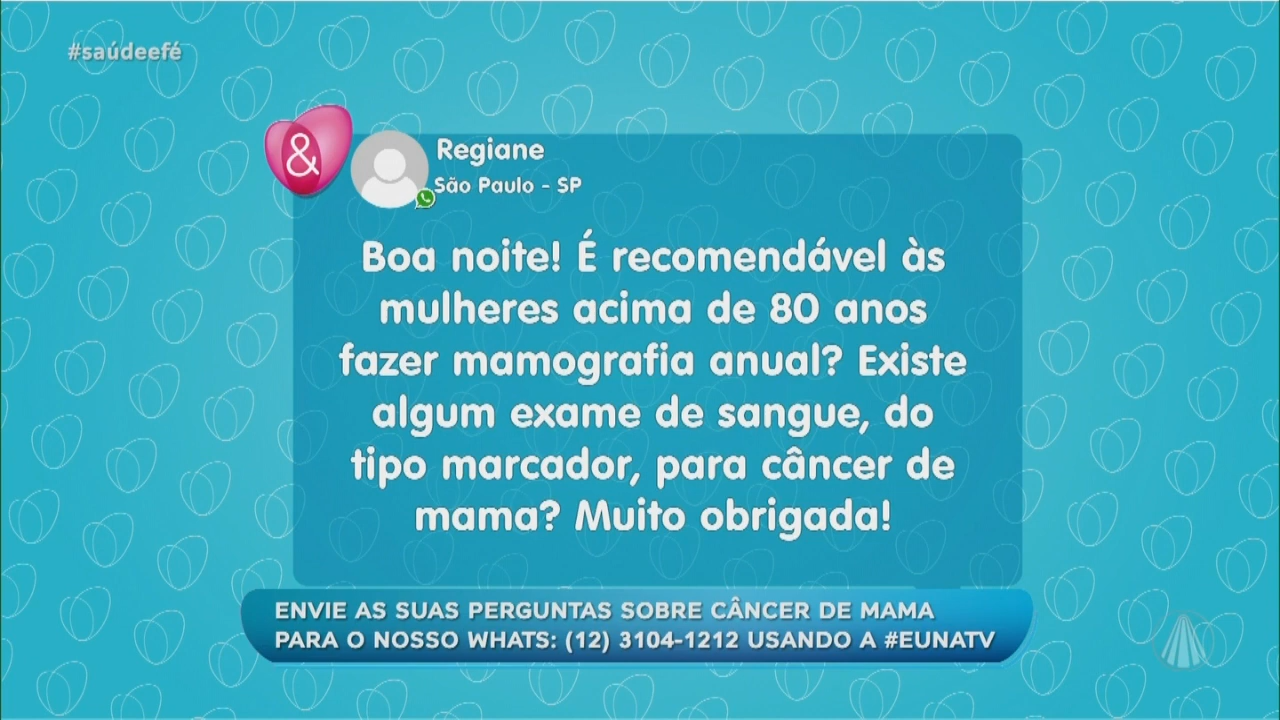 #saúdeefé
&
Regiane
São Paulo - SP
Boa noite! É recomendável às
mulheres acima de 80 anos
fazer mamografia anual? Existe
algum exame de sangue, do
tipo marcador, para câncer de
mama? Muito obrigada!
ENVIE AS SUAS PERGUNTAS SOBRE CÂNCER DE MAMA
PARA O NOSSO WHATS: (12) 3104-1212 USANDO A #EUNATV